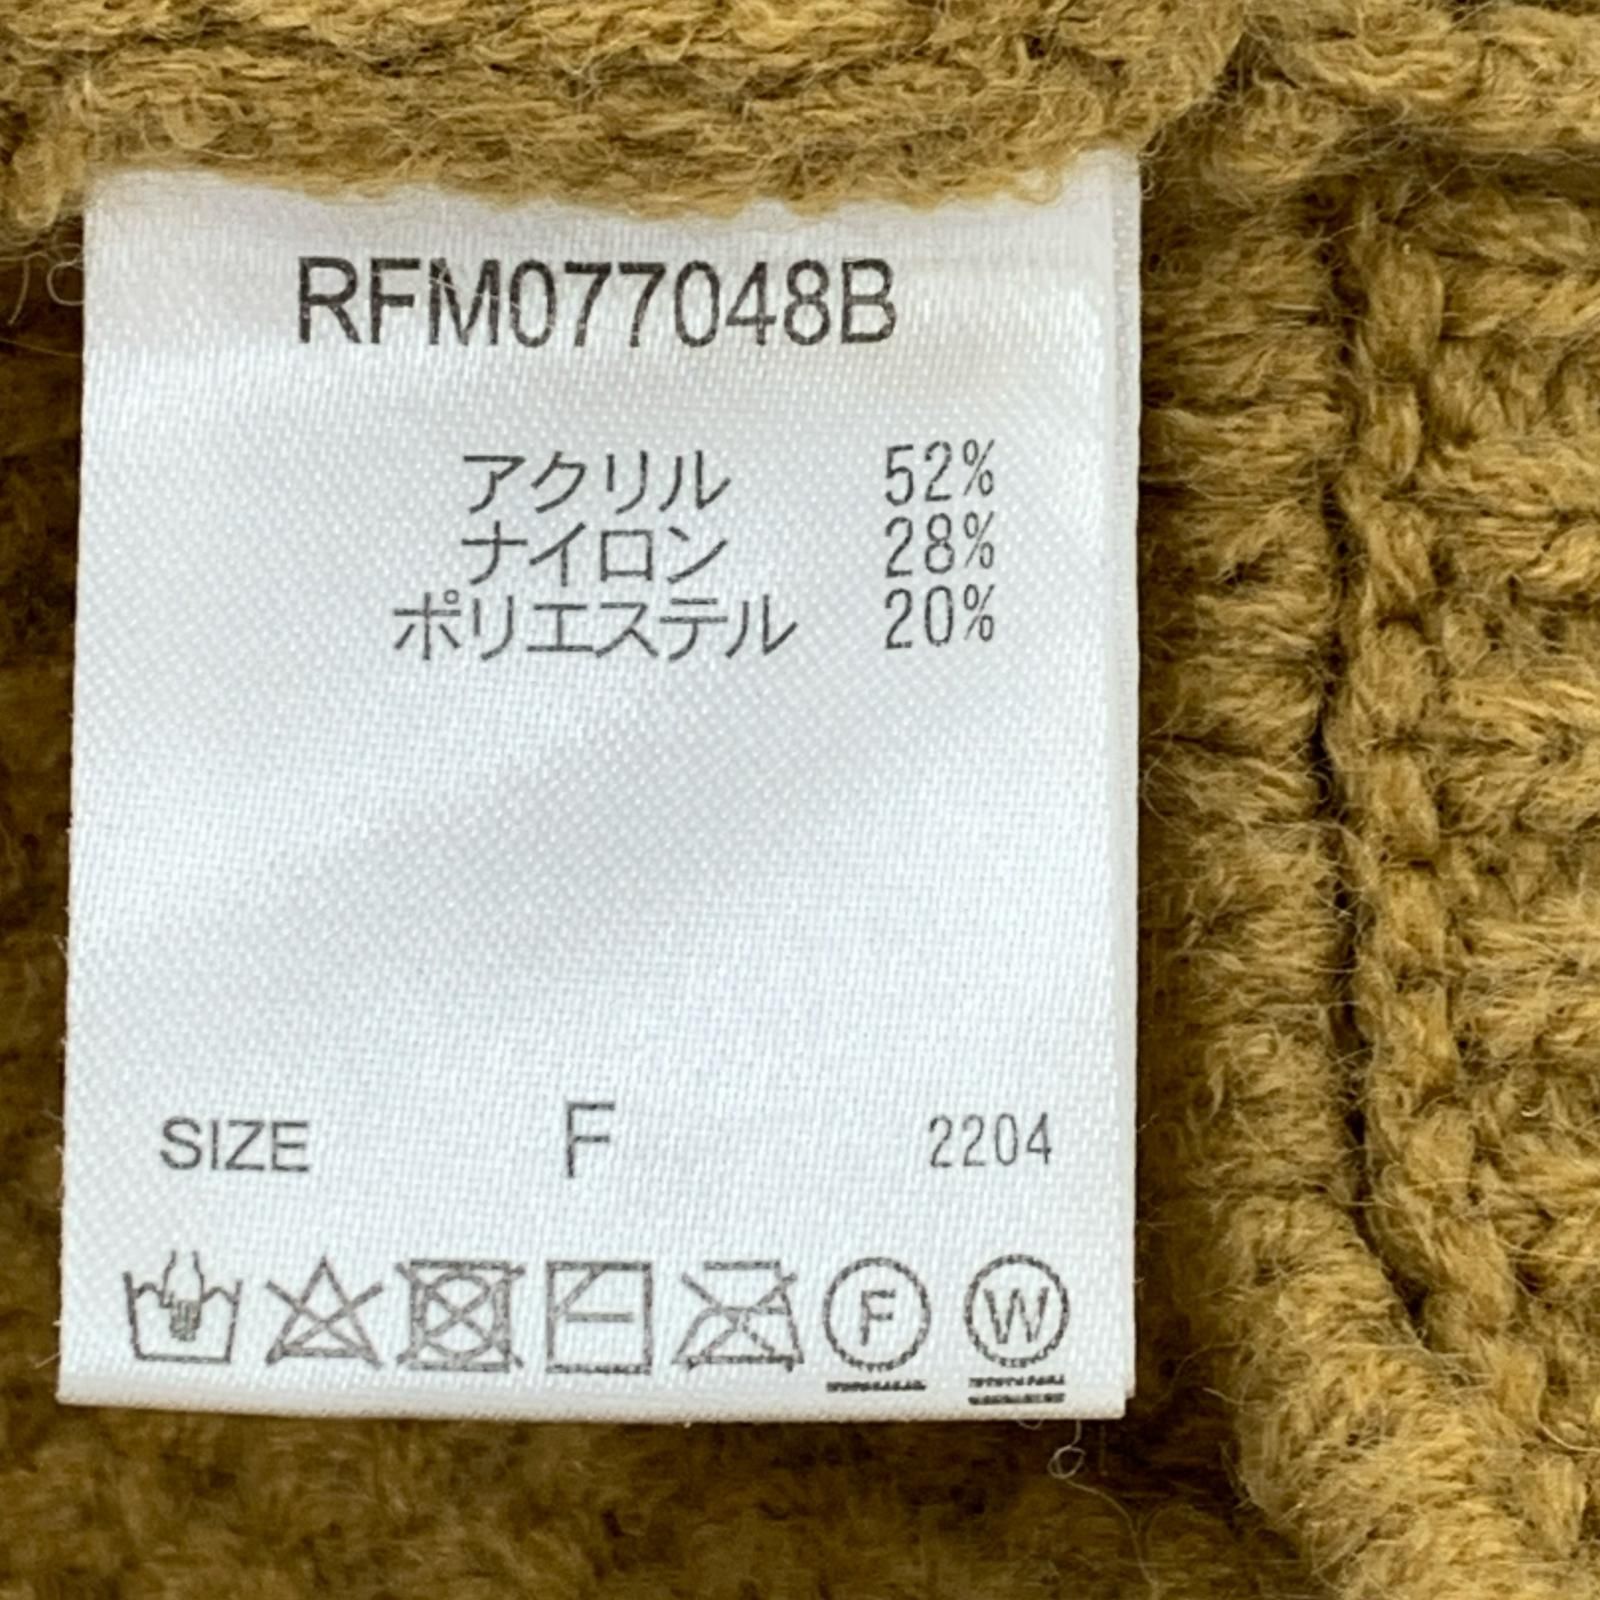 RFM077048B
アクリル 52%
ナイロン 28%
ポリエステル 20%
SIZE F 2204
F W